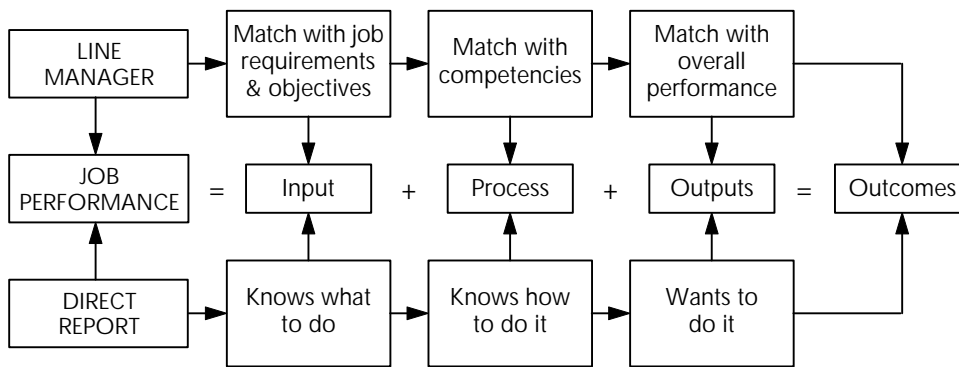 LINE
MANAGER
Match with job
requirements
& objectives
Match with
competencies
Match with
overall
performance
JOB
PERFORMANCE
=
Input
+
Process
+
Outputs
=
Outcomes
DIRECT
REPORT
Knows what
to do
Knows how
to do it
Wants to
do it